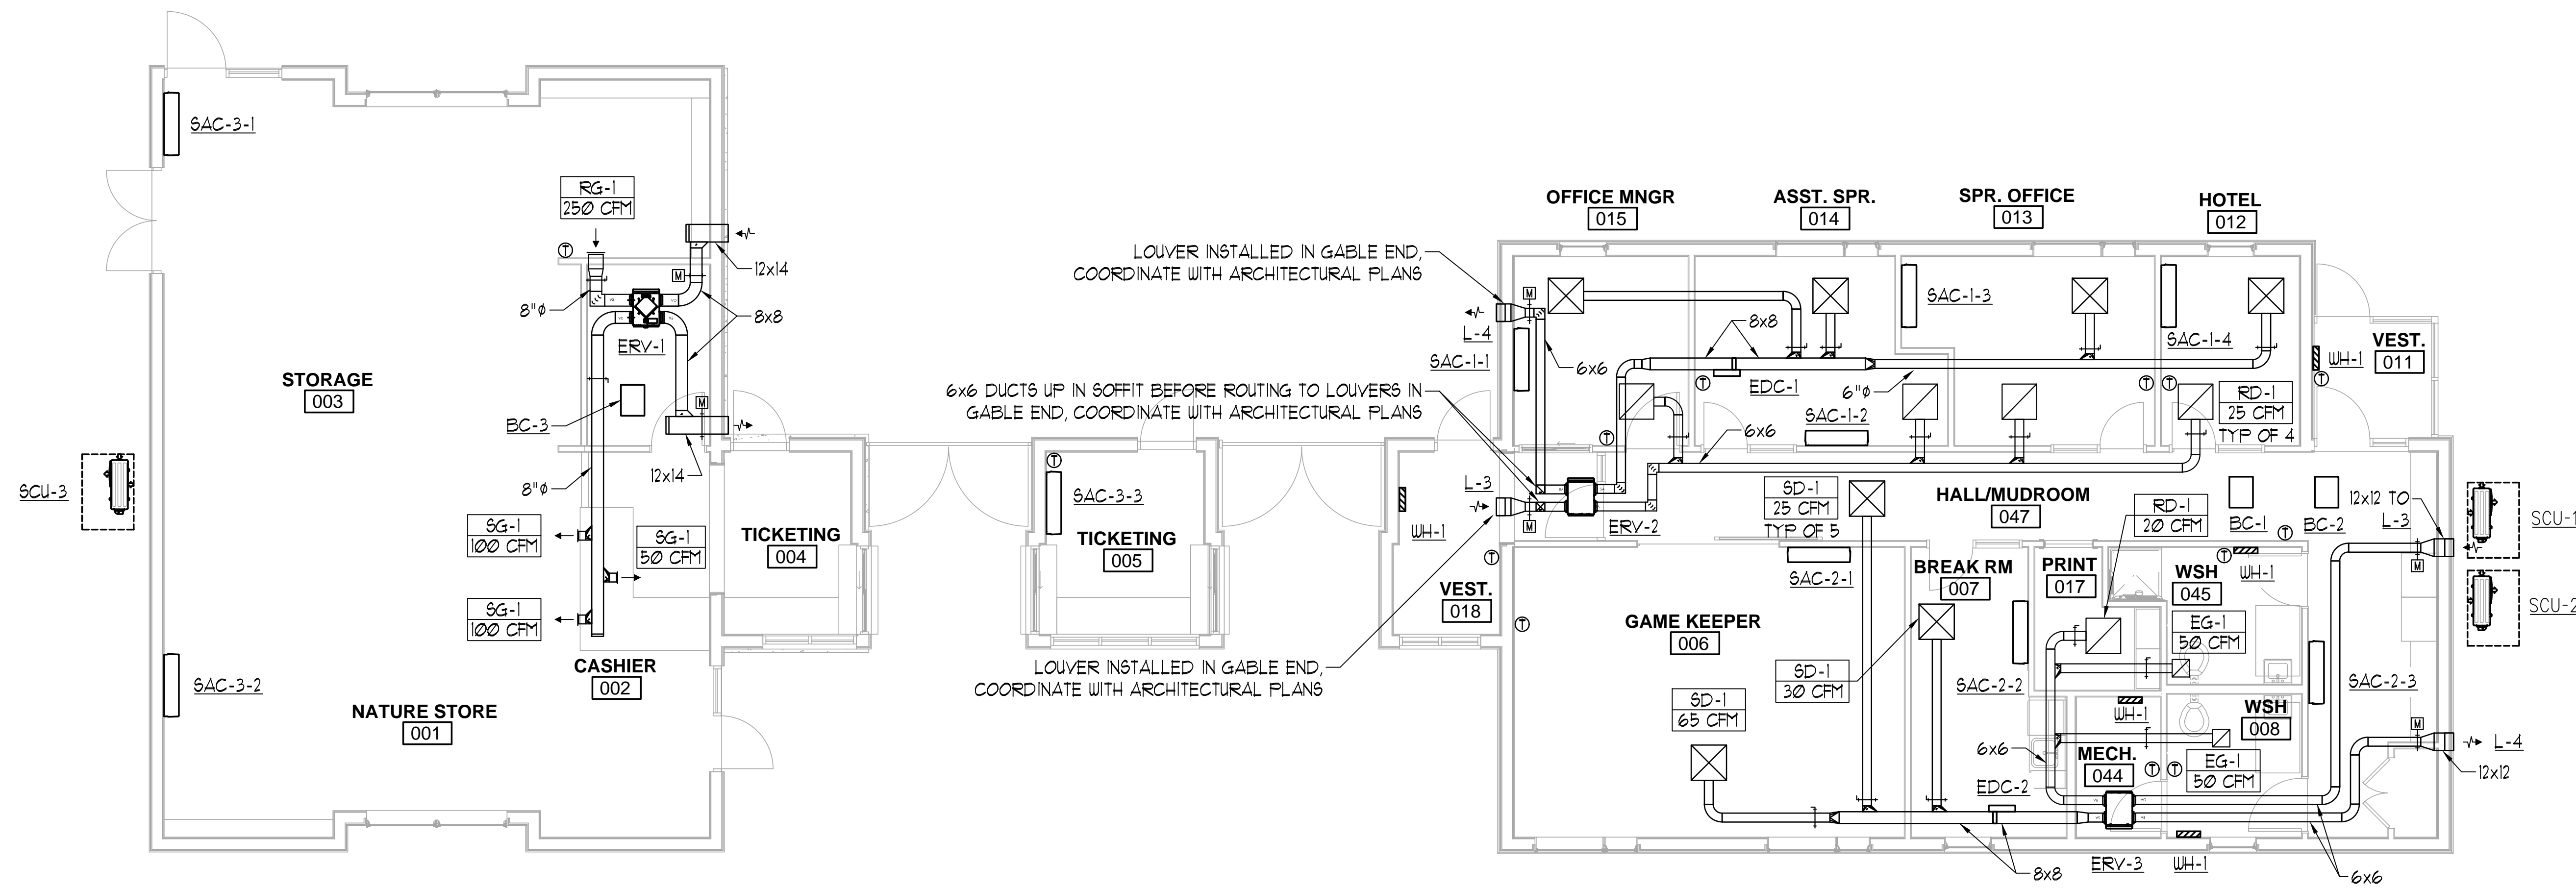 SAC-3-1
RG-1
250 CFM
T
M
12x14
8"ø
8x8
ERV-1
STORAGE
003
BC-3
M
12x14
8"ø
SCU-3
SG-1
100 CFM
SG-1
50 CFM
SG-1
100 CFM
SAC-3-2
CASHIER
002
NATURE STORE
001
TICKETING
004
T
SAC-3-3
TICKETING
005
OFFICE MNGR
015
ASST. SPR.
014
SPR. OFFICE
013
HOTEL
012
LOUVER INSTALLED IN GABLE END,
COORDINATE WITH ARCHITECTURAL PLANS
M
L-4
SAC-1-1
6x6
8x8
EDC-1
SAC-1-2
6"ø
SAC-1-3
SAC-1-4
WH-1
VEST.
011
T
T
T
T
T
6x6 DUCTS UP IN SOFFIT BEFORE ROUTING TO LOUVERS IN
GABLE END, COORDINATE WITH ARCHITECTURAL PLANS
RD-1
25 CFM
TYP OF 4
6x6
L-3
M
WH-1
ERV-2
SD-1
25 CFM
TYP OF 5
HALL/MUDROOM
047
RD-1
20 CFM
BC-1
BC-2
12x12 TO
L-3
SCU-1
M
T
T
T
T
VEST.
018
SAC-2-1
GAME KEEPER
006
BREAK RM
007
PRINT
017
WSH
045
WH-1
EG-1
50 CFM
SCU-2
LOUVER INSTALLED IN GABLE END,
COORDINATE WITH ARCHITECTURAL PLANS
SD-1
65 CFM
SD-1
30 CFM
SAC-2-2
SAC-2-3
WH-1
WSH
008
M
L-4
12x12
6x6
MECH.
044
T
T
EG-1
50 CFM
EDC-2
8x8
ERV-3
WH-1
6x6